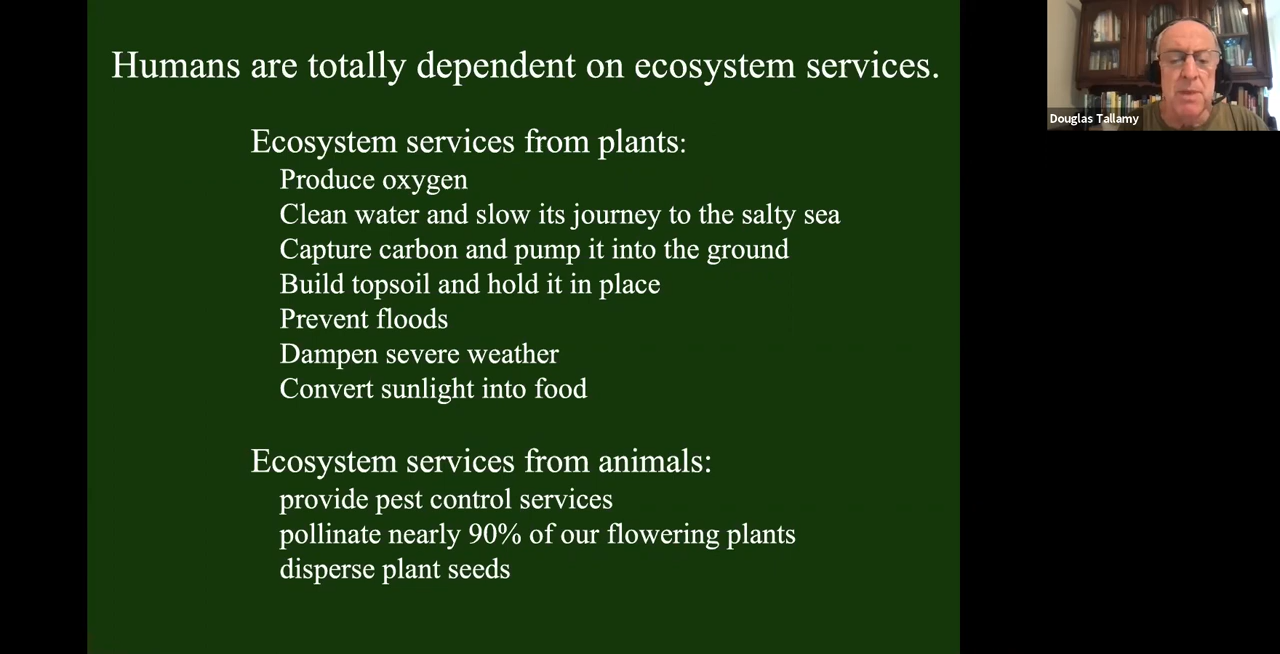 Humans are totally dependent on ecosystem services.
Ecosystem services from plants:
Produce oxygen
Clean water and slow its journey to the salty sea
Capture carbon and pump it into the ground
Build topsoil and hold it in place
Prevent floods
Dampen severe weather
Convert sunlight into food
Ecosystem services from animals:
provide pest control services
pollinate nearly 90% of our flowering plants
disperse plant seeds
Douglas Tallamy